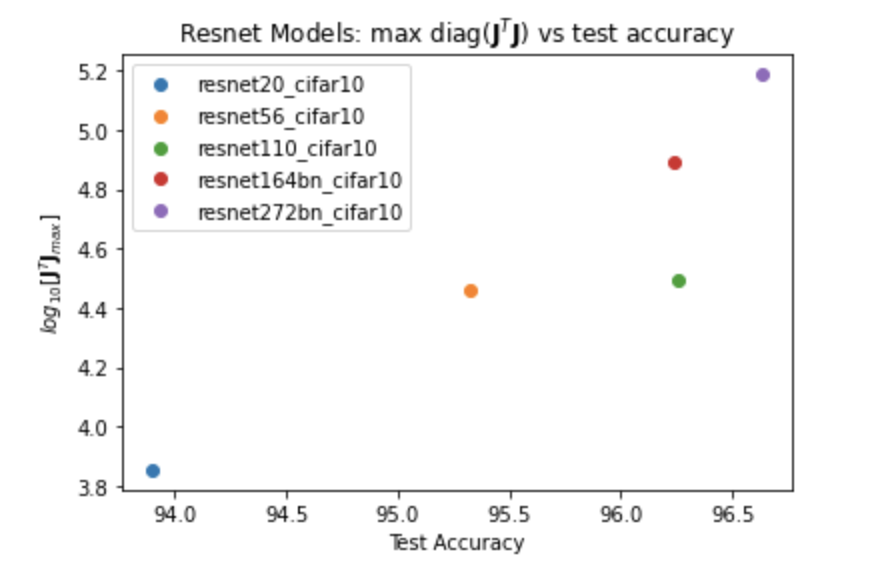 Resnet Models: max diag(JᵀJ) vs test accuracy
resnet20_cifar10
resnet56_cifar10
resnet110_cifar10
resnet164bn_cifar10
resnet272bn_cifar10
5.2
5.0
4.8
4.6
4.4
4.2
4.0
3.8
log₁₀[JᵀJₘₐₓ]
94.0 94.5 95.0 95.5 96.0 96.5
Test Accuracy